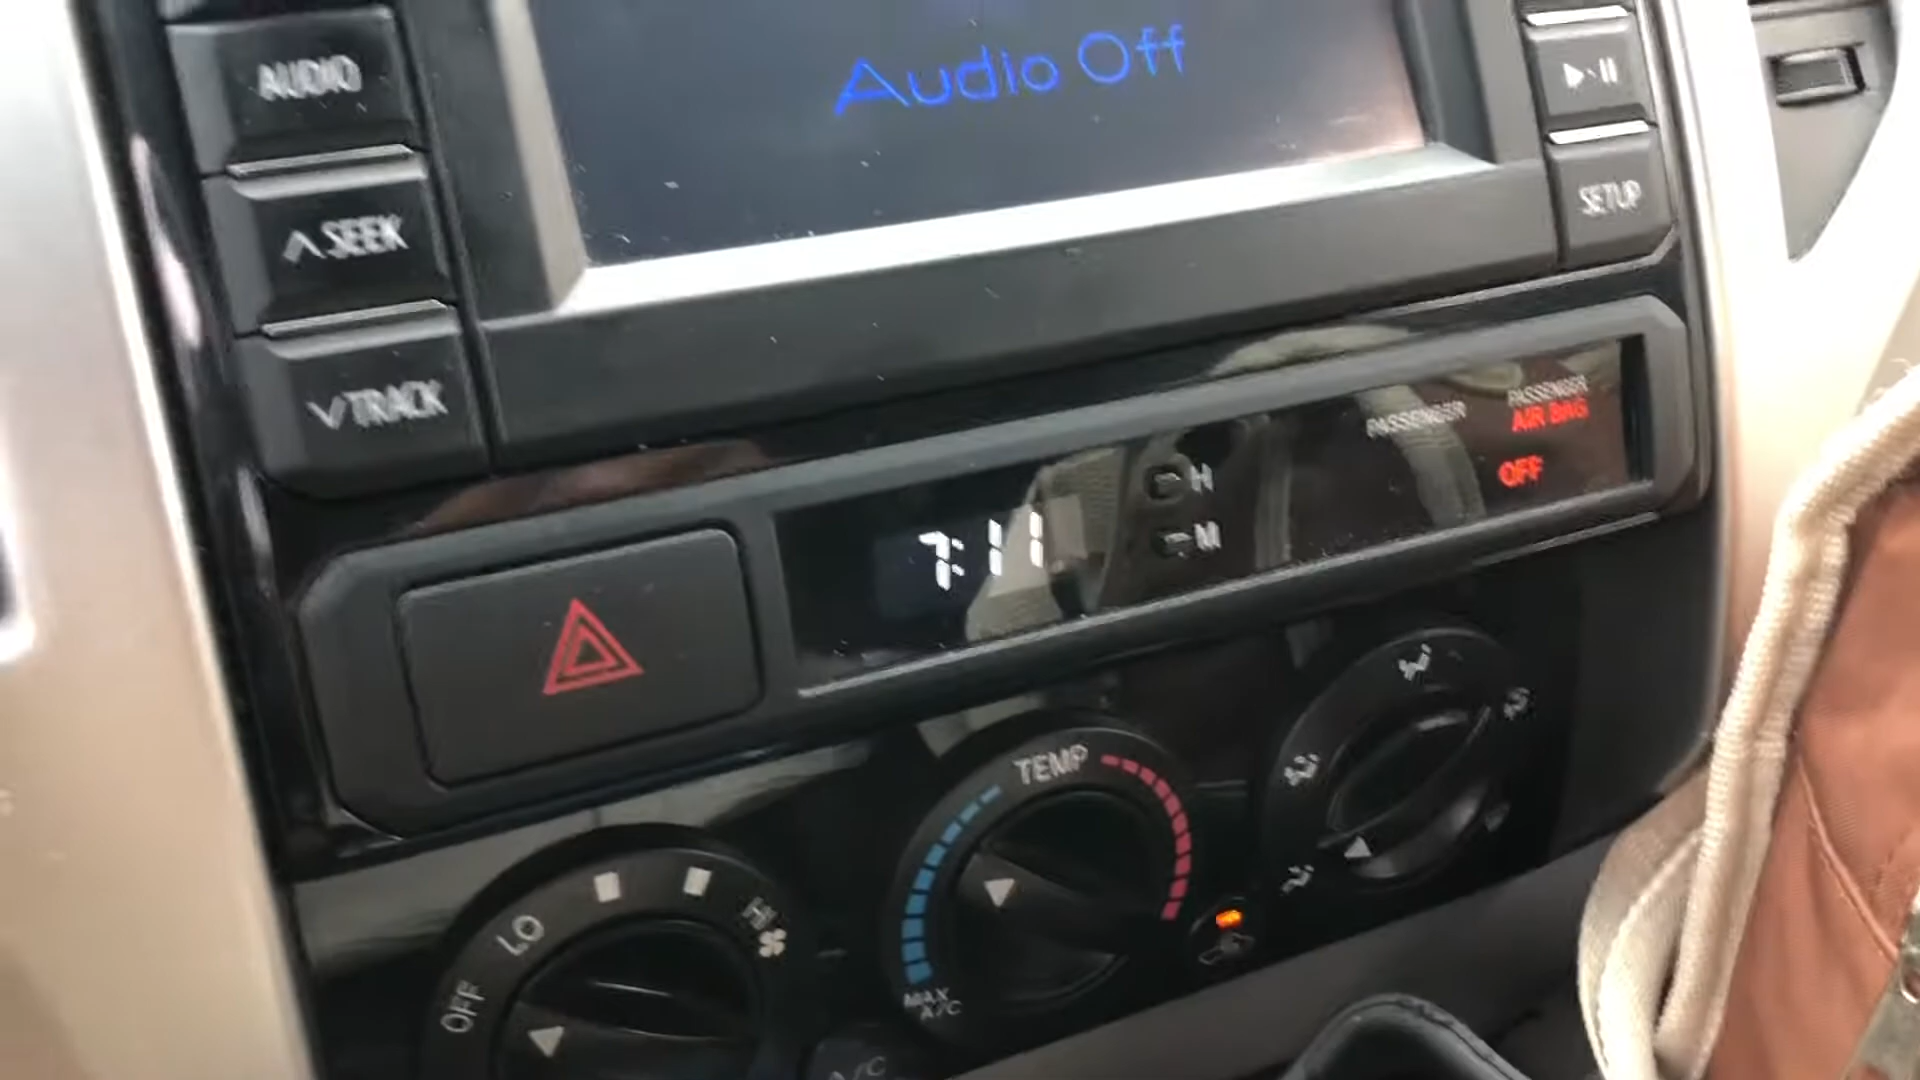 AUDIO
Audio Off
SEEK
SETUP
TRACK
7:11
H
M
PASSENGER
PASSENGER
AIR BAG
OFF
TEMP
MAX
A/C
LO
HI
OFF
A/C